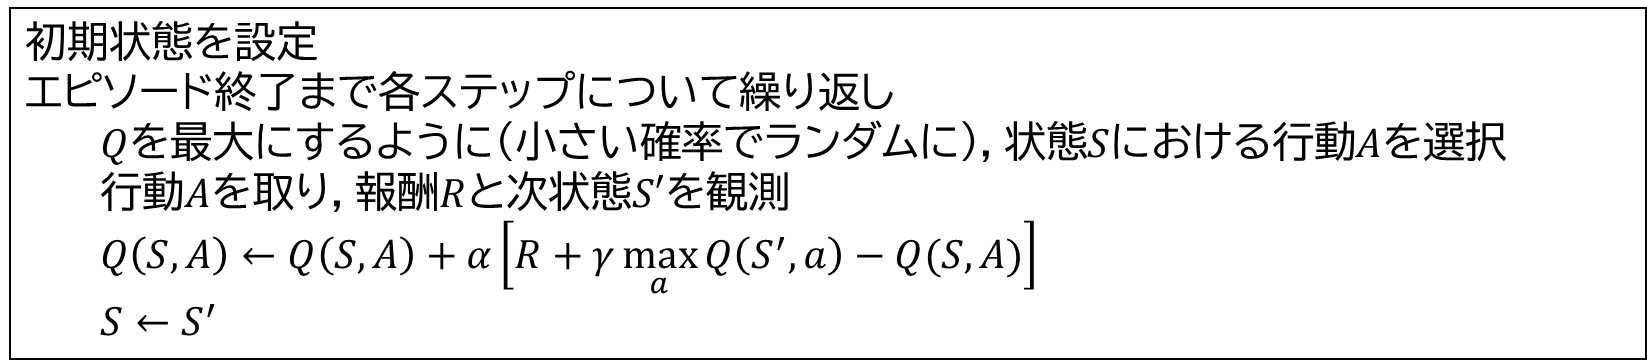 初期状態を設定
エピソード終了まで各ステップについて繰り返し
Qを最大にするように（小さい確率でランダムに）, 状態Sにおける行動Aを選択
行動Aを取り, 報酬Rと次状態S′を観測
Q(S, A) ← Q(S, A) + α [R + γ max_a Q(S′, a) − Q(S, A)]
S ← S′